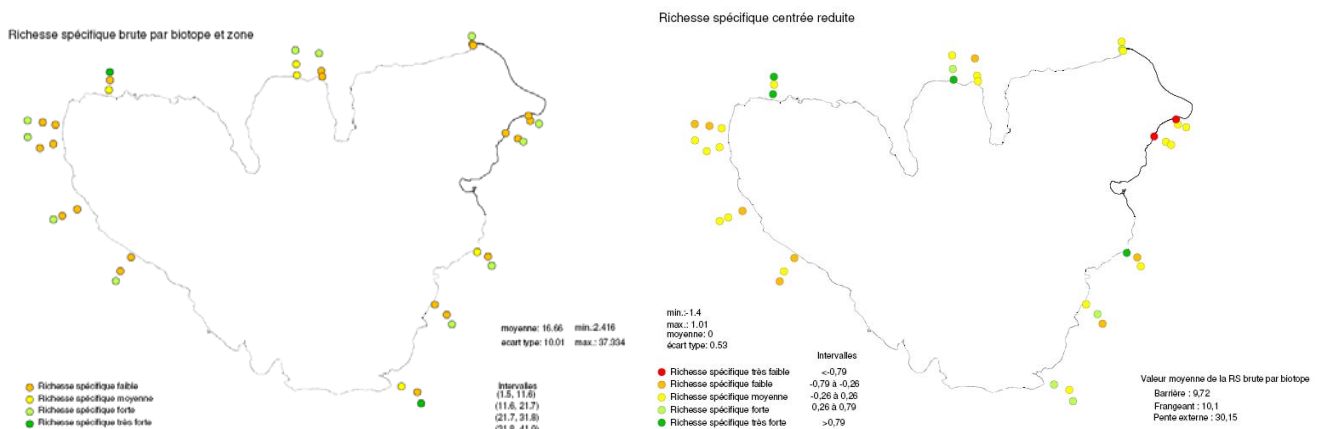 Richesse spécifique centrée reduite
Richesse spécifique brute par biotope et zone
moyenne: 16.66 min.:2.416
écart type: 10.01 max.: 37.334
Richesse spécifique faible
Richesse spécifique moyenne
Richesse spécifique forte
Richesse spécifique très forte
Intervalles
(1.5, 11.6)
(11.6, 21.7)
(21.7, 31.8)
(31.8, 41.9)
min.:-1.4
max.: 1.01
moyenne: 0
écart type: 0.53
Intervalles
Richesse spécifique très faible <-0,79
Richesse spécifique faible -0,79 à -0,26
Richesse spécifique moyenne -0,26 à 0,26
Richesse spécifique forte 0,26 à 0,79
Richesse spécifique très forte >0,79
Valeur moyenne de la RS brute par biotope
Barrière : 9,72
Frangeant : 10,1
Pente externe : 30,15